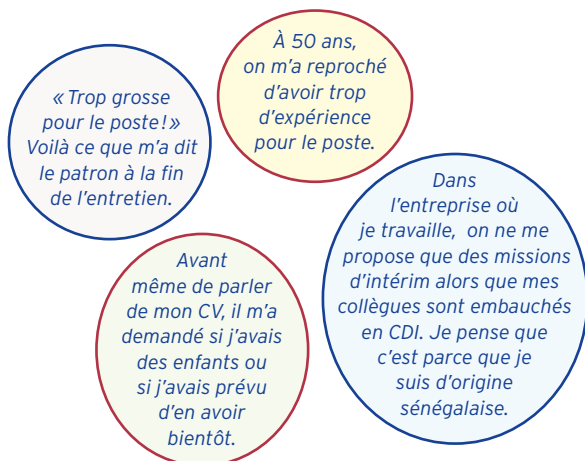 « Trop grosse
pour le poste ! »
Voilà ce que m'a dit
le patron à la fin
de l'entretien.
À 50 ans,
on m'a reproché
d'avoir trop
d'expérience
pour le poste.
Avant
même de parler
de mon CV, il m'a
demandé si j'avais
des enfants ou
si j'avais prévu
d'en avoir
bientôt.
Dans
l'entreprise où
je travaille, on ne me
propose que des missions
d'intérim alors que mes
collègues sont embauchés
en CDI. Je pense que
c'est parce que je
suis d'origine
sénégalaise.